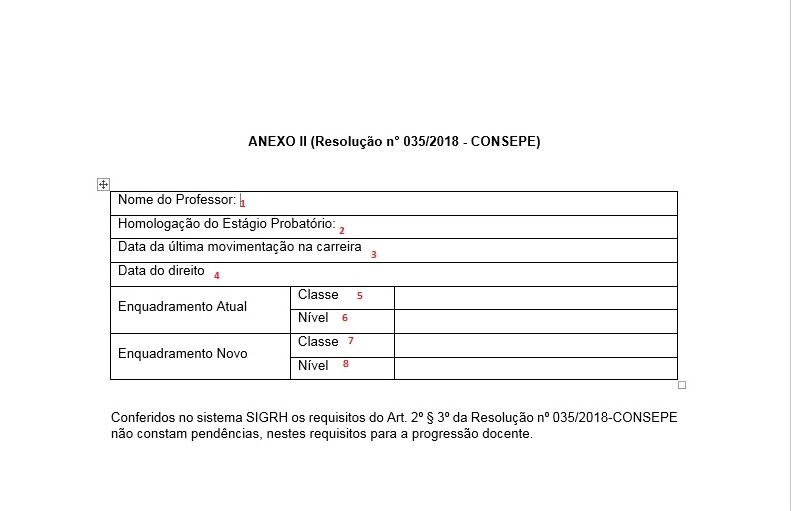 ANEXO II (Resolução n° 035/2018 - CONSEPE)
Nome do Professor: 1
Homologação do Estágio Probatório: 2
Data da última movimentação na carreira 3
Data do direito 4
Enquadramento Atual
Classe 5
Nível 6
Enquadramento Novo
Classe 7
Nível 8
Conferidos no sistema SIGRH os requisitos do Art. 2º § 3º da Resolução nº 035/2018-CONSEPE
não constam pendências, nestes requisitos para a progressão docente.